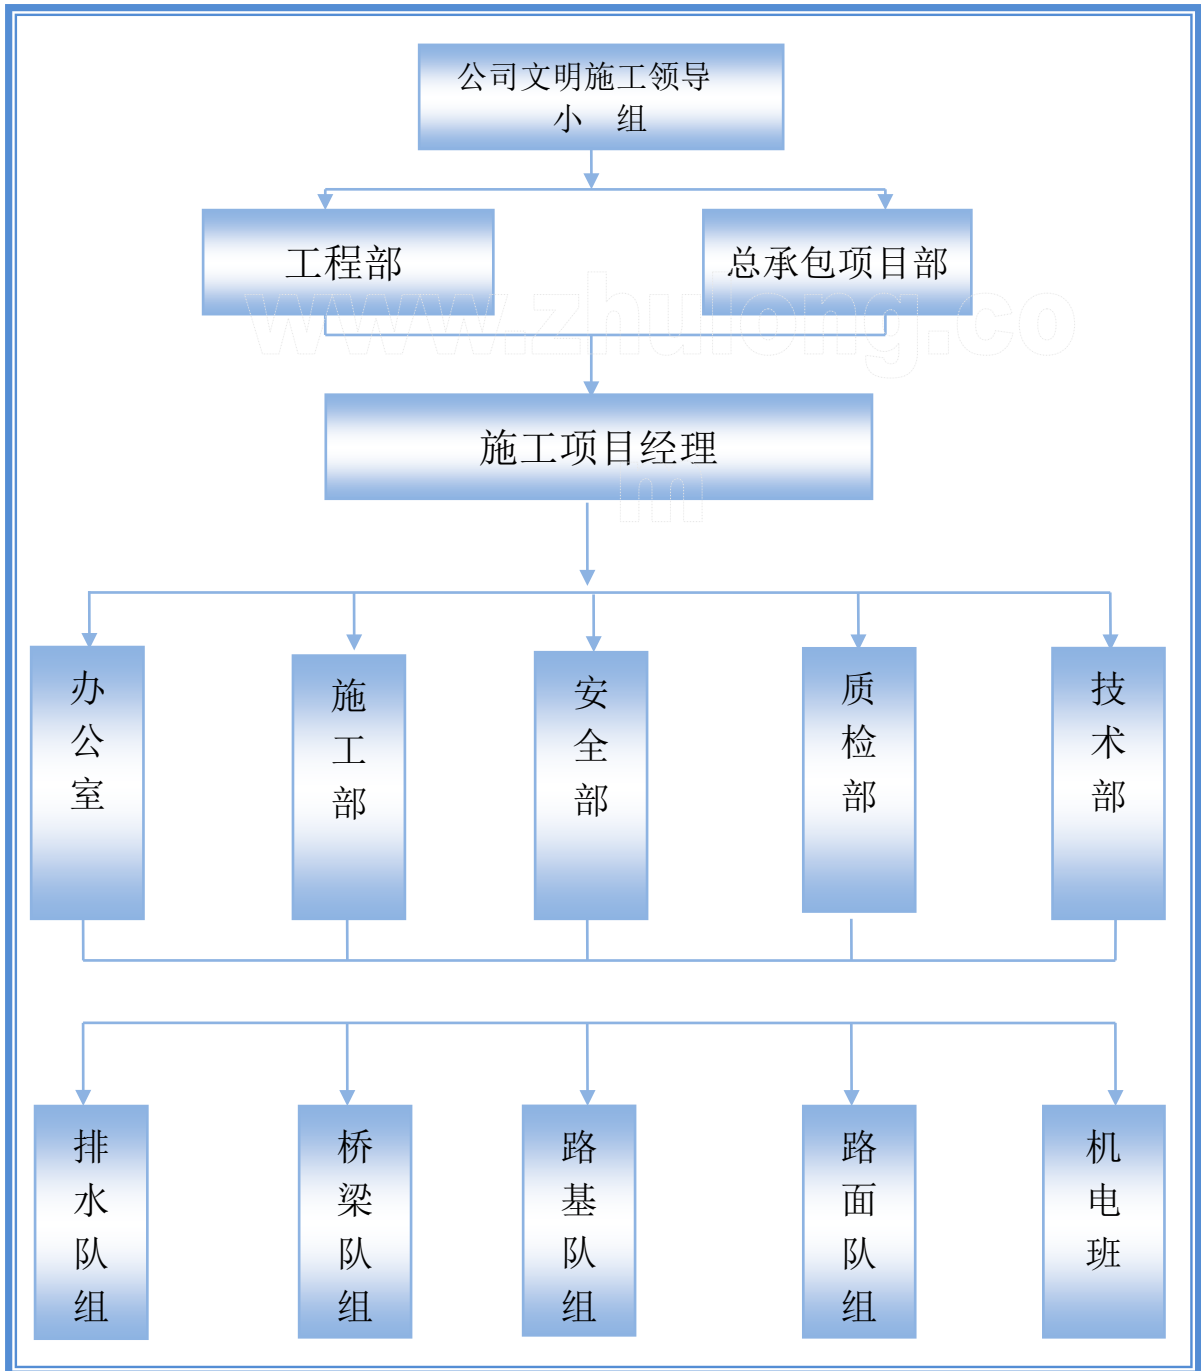 公司文明施工领导
小 组
工程部
总承包项目部
www.zhulong.co
m
施工项目经理
办公室
施工部
安全部
质检部
技术部
排水队组
桥梁队组
路基队组
路面队组
机电班